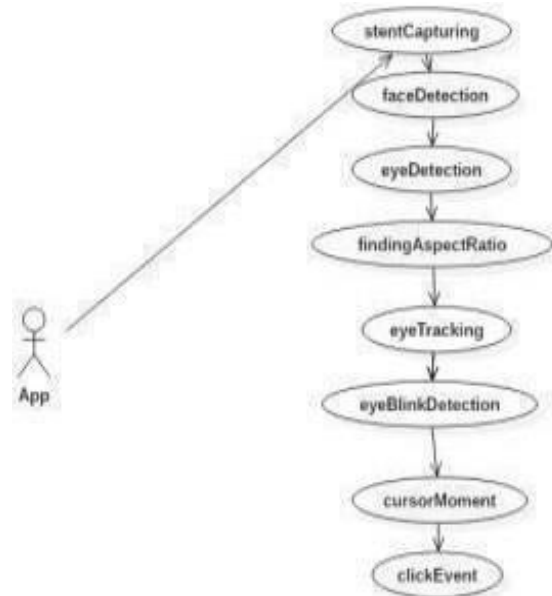 stentCapturing
faceDetection
eyeDetection
findingAspectRatio
eyeTracking
App
eyeBlinkDetection
cursorMoment
clickEvent